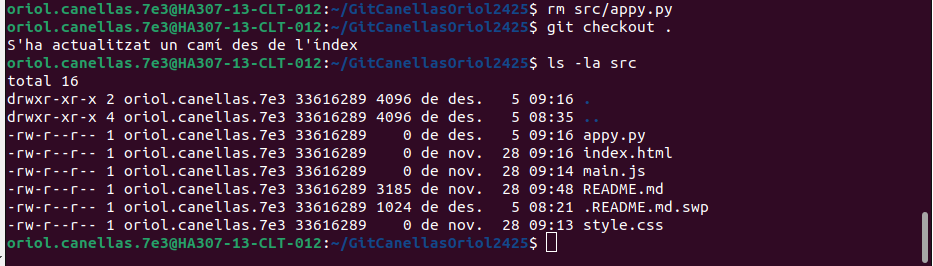 oriol.canellas.7e3@HA307-13-CLT-012:~/GitCanellasOriol2425$ rm src/appy.py
oriol.canellas.7e3@HA307-13-CLT-012:~/GitCanellasOriol2425$ git checkout .
S'ha actualitzat un camí des de l'índex
oriol.canellas.7e3@HA307-13-CLT-012:~/GitCanellasOriol2425$ ls -la src
total 16
drwxr-xr-x 2 oriol.canellas.7e3 33616289 4096 de des.   5 09:16 .
drwxr-xr-x 4 oriol.canellas.7e3 33616289 4096 de des.   5 08:35 ..
-rw-r--r-- 1 oriol.canellas.7e3 33616289    0 de des.   5 09:16 appy.py
-rw-r--r-- 1 oriol.canellas.7e3 33616289    0 de nov.  28 09:16 index.html
-rw-r--r-- 1 oriol.canellas.7e3 33616289    0 de nov.  28 09:14 main.js
-rw-r--r-- 1 oriol.canellas.7e3 33616289 3185 de nov.  28 09:48 README.md
-rw-r--r-- 1 oriol.canellas.7e3 33616289 1024 de des.   5 08:21 .README.md.swp
-rw-r--r-- 1 oriol.canellas.7e3 33616289    0 de nov.  28 09:13 style.css
oriol.canellas.7e3@HA307-13-CLT-012:~/GitCanellasOriol2425$